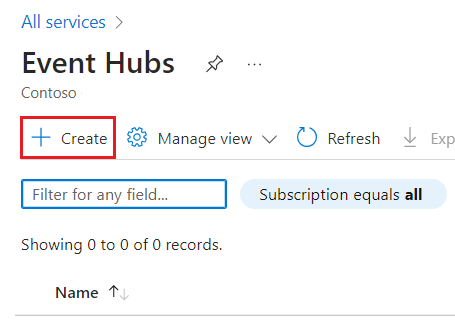 All services >
Event Hubs ...
Contoso
+ Create Manage view Refresh Exp
Filter for any field...
Subscription equals all
Showing 0 to 0 of 0 records.
Name ↑↓